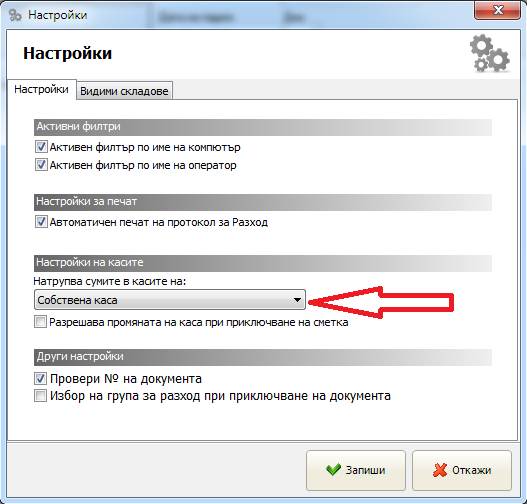 Настройки
Настройки
Настройки
Видими складове
Активни филтри
Активен филтър по име на компютър
Активен филтър по име на оператор
Настройки за печат
Автоматичен печат на протокол за Разход
Настройки на касите
Натрупва сумите в касите на:
Собствена каса
Разрешава промяната на каса при приключване на сметка
Други настройки
Провери № на документа
Избор на група за разход при приключване на документа
Запиши
Откажи